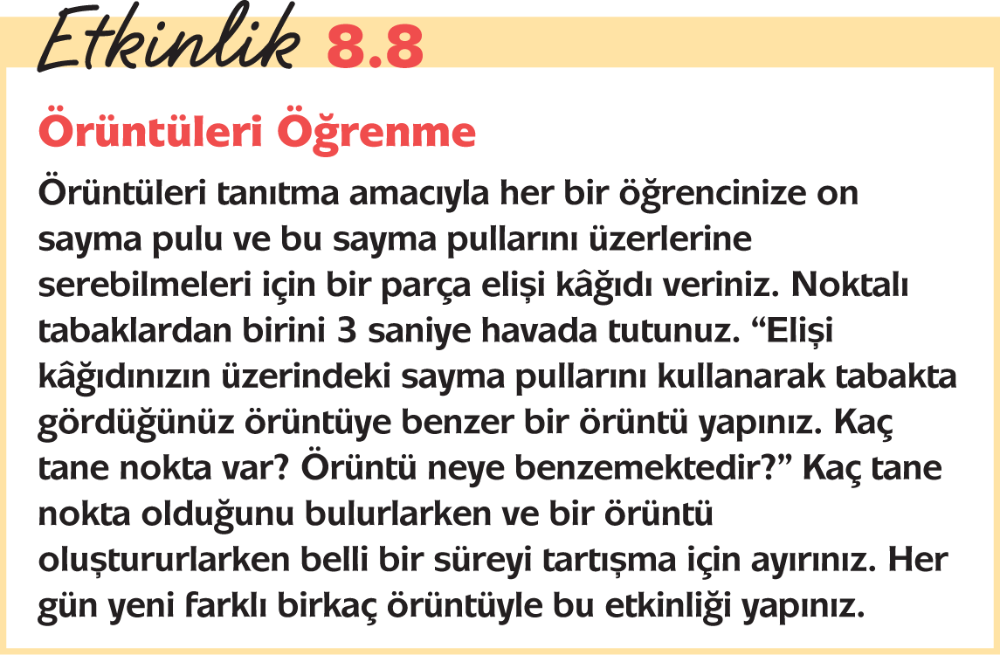 Etkinlik 8.8
Örüntüleri Öğrenme
Örüntüleri tanıtma amacıyla her bir öğrencinize on
sayma pulu ve bu sayma pullarını üzerlerine
serebilmeleri için bir parça elişi kâğıdı veriniz. Noktalı
tabaklardan birini 3 saniye havada tutunuz. “Elişi
kâğıdınızın üzerindeki sayma pullarını kullanarak tabakta
gördüğünüz örüntüye benzer bir örüntü yapınız. Kaç
tane nokta var? Örüntü neye benzemektedir?” Kaç tane
nokta olduğunu bulurlarken ve bir örüntü
oluştururlarken belli bir süreyi tartışma için ayırınız. Her
gün yeni farklı birkaç örüntüyle bu etkinliği yapınız.